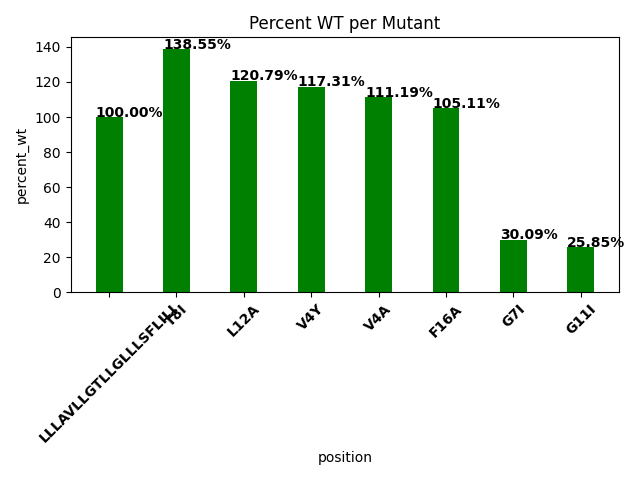 Percent WT per Mutant
percent_wt
140
120
100
80
60
40
20
0
100.00%
138.55%
120.79%
117.31%
111.19%
105.11%
30.09%
25.85%
T8I
L12A
V4Y
V4A
F16A
G7I
G11I
position